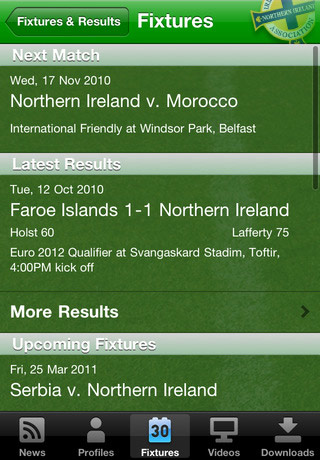 Fixtures & Results
Fixtures
NORTHERN IRELAND
ASSOCIATION
Next Match
Wed, 17 Nov 2010
Northern Ireland v. Morocco
International Friendly at Windsor Park, Belfast
Latest Results
Tue, 12 Oct 2010
Faroe Islands 1-1 Northern Ireland
Holst 60 Lafferty 75
Euro 2012 Qualifier at Svangaskard Stadim, Toftir,
4:00PM kick off
More Results
Upcoming Fixtures
Fri, 25 Mar 2011
Serbia v. Northern Ireland
30
News Profiles Fixtures Videos Downloads